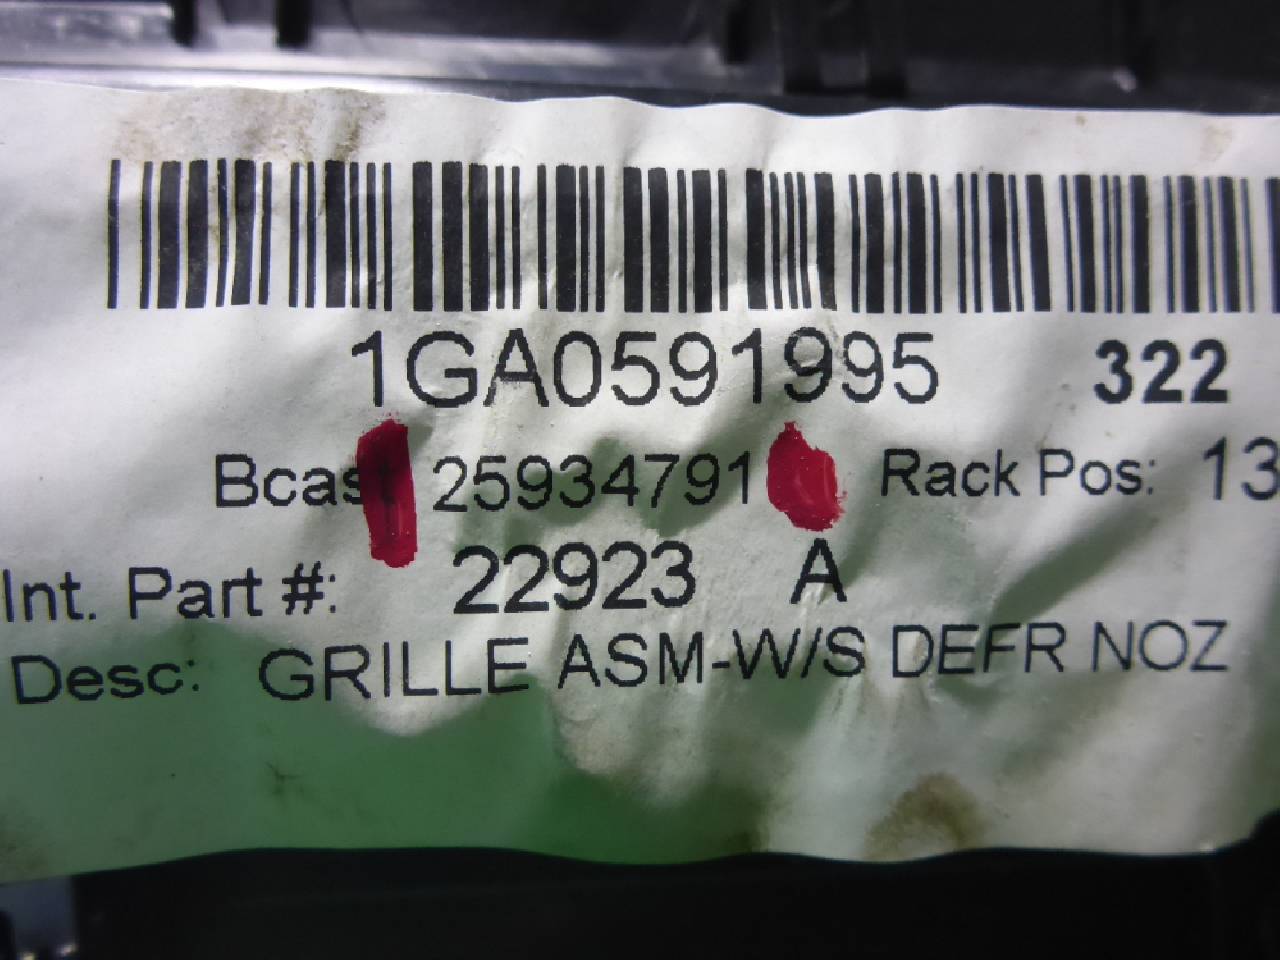 1GA0591995 322
Bcast 25934791 Rack Pos: 13
Int. Part #: 22923 A
Desc: GRILLE ASM-W/S DEFR NOZ